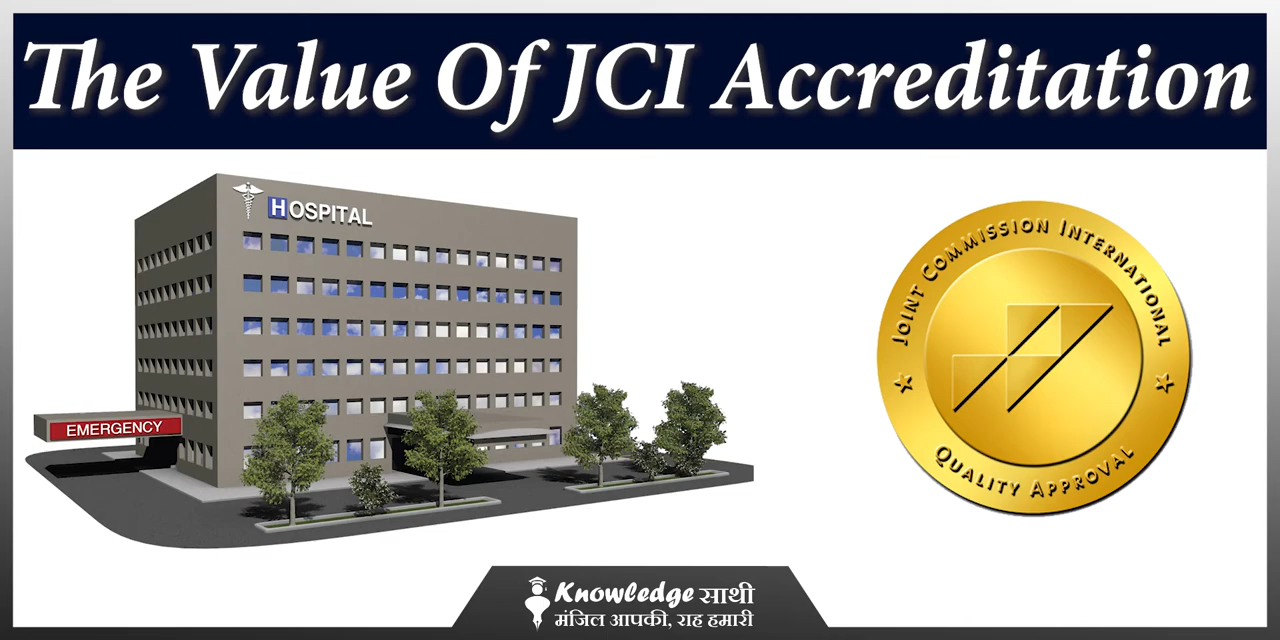 The Value Of JCI Accreditation
HOSPITAL
EMERGENCY
JOINT COMMISSION INTERNATIONAL
QUALITY APPROVAL
Knowledge साथी
मंजिल आपकी, राह हमारी